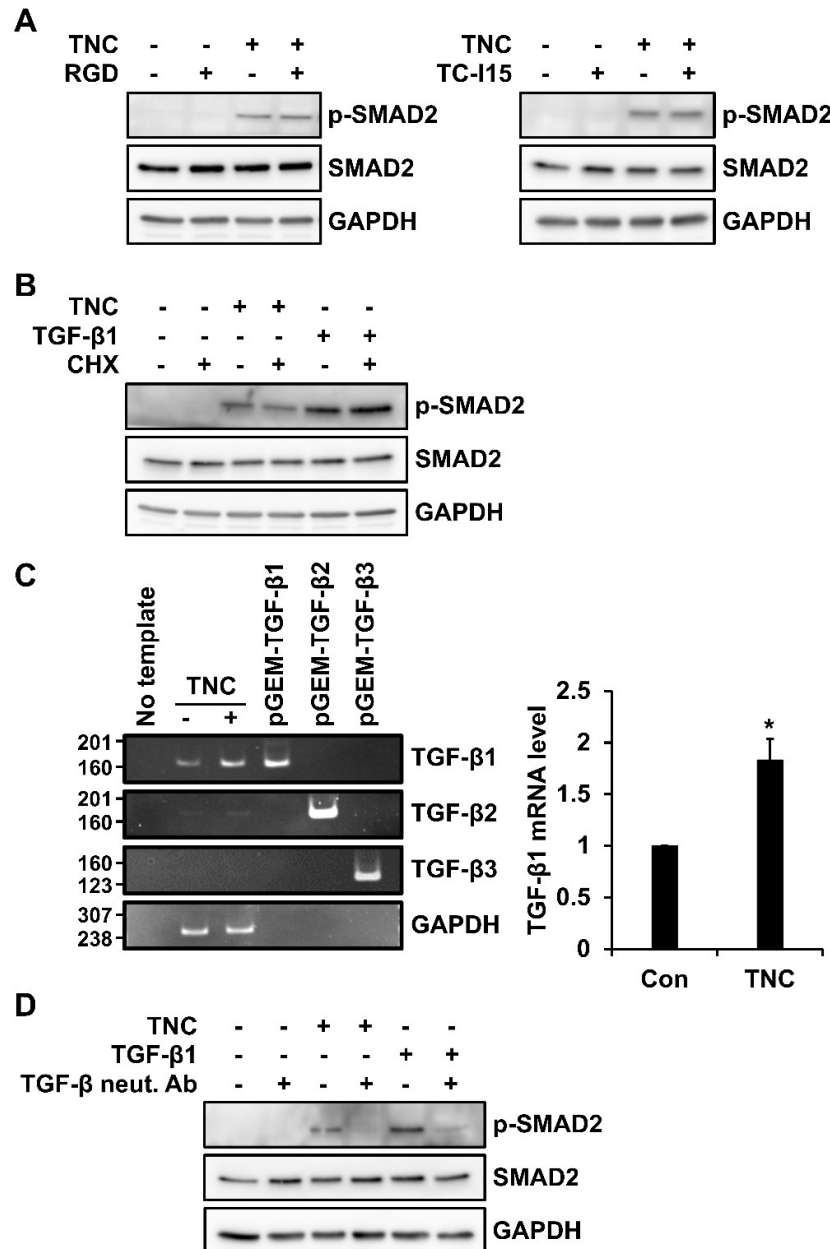 A
TNC - - + +
RGD - + - +
p-SMAD2
SMAD2
GAPDH
TNC - - + +
TC-I15 - + - +
p-SMAD2
SMAD2
GAPDH
B
TNC - - + + - -
TGF-β1 - - - - + +
CHX - + - + - +
p-SMAD2
SMAD2
GAPDH
C
No template
TNC
- +
pGEM-TGF-β1
pGEM-TGF-β2
pGEM-TGF-β3
201
160
TGF-β1
201
160
TGF-β2
160
123
TGF-β3
307
238
GAPDH
TGF-β1 mRNA level
2.5
2
1.5
1
0.5
0
*
Con TNC
D
TNC - - + + - -
TGF-β1 - - - - + +
TGF-β neut. Ab - + - + - +
p-SMAD2
SMAD2
GAPDH